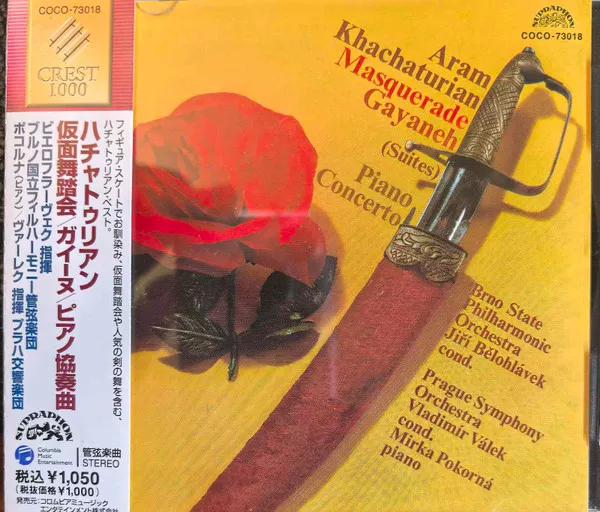 COCO-73018
CREST
1000
フィギュア・スケートでお馴染み、仮面舞踏会や人気の剣の舞を含む、
ハチャトゥリアン・ベスト。
ハチャトゥリアン
仮面舞踏会/ガイーヌ/ピアノ協奏曲
ビエロフラーヴェク 指揮
ブルノ国立フィルハーモニー管弦楽団
ポコルナ(ピアノ)/ヴァーレク 指揮 プラハ交響楽団
SUPRAPHON
Columbia
Music
Entertainment
管弦楽曲
STEREO
税込¥1,050
(税抜価格¥1,000)
発売元:コロムビアミュージック
エンタテインメント株式会社
SUPRAPHON
COCO-73018
Aram
Khachaturian
Masquerade
Gayaneh
(Suites)
Piano
Concerto
Brno State
Philharmonic
Orchestra
Jiří Bělohlávek
cond.
Prague Symphony
Orchestra
Vladimír Válek
cond.
Mirka Pokorná
piano